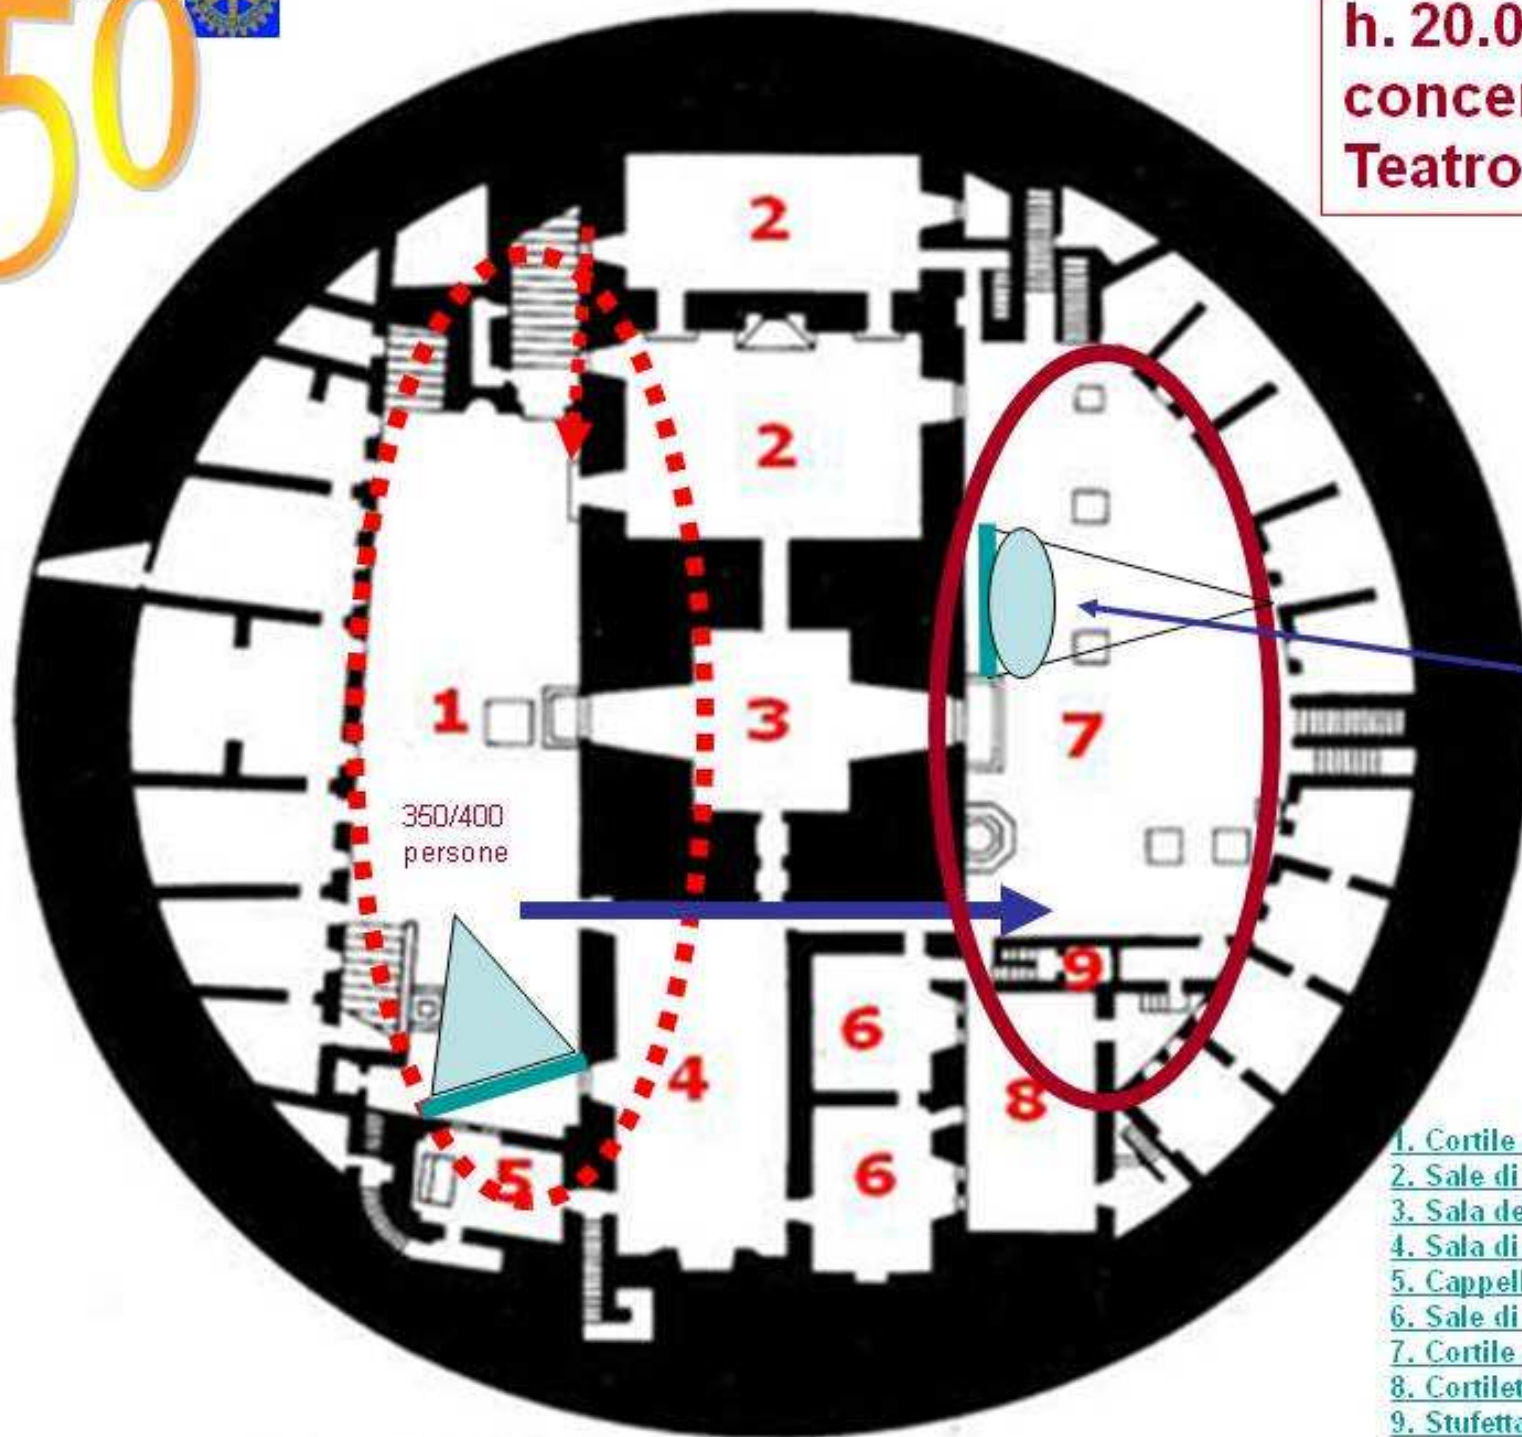 50
h. 20.0
concer
Teatro
2
2
1
3
7
350/400
persone
9
6
4
8
6
5
1. Cortile
2. Sale di
3. Sala de
4. Sala di
5. Cappell
6. Sale di
7. Cortile
8. Cortilet
9. Stufetta